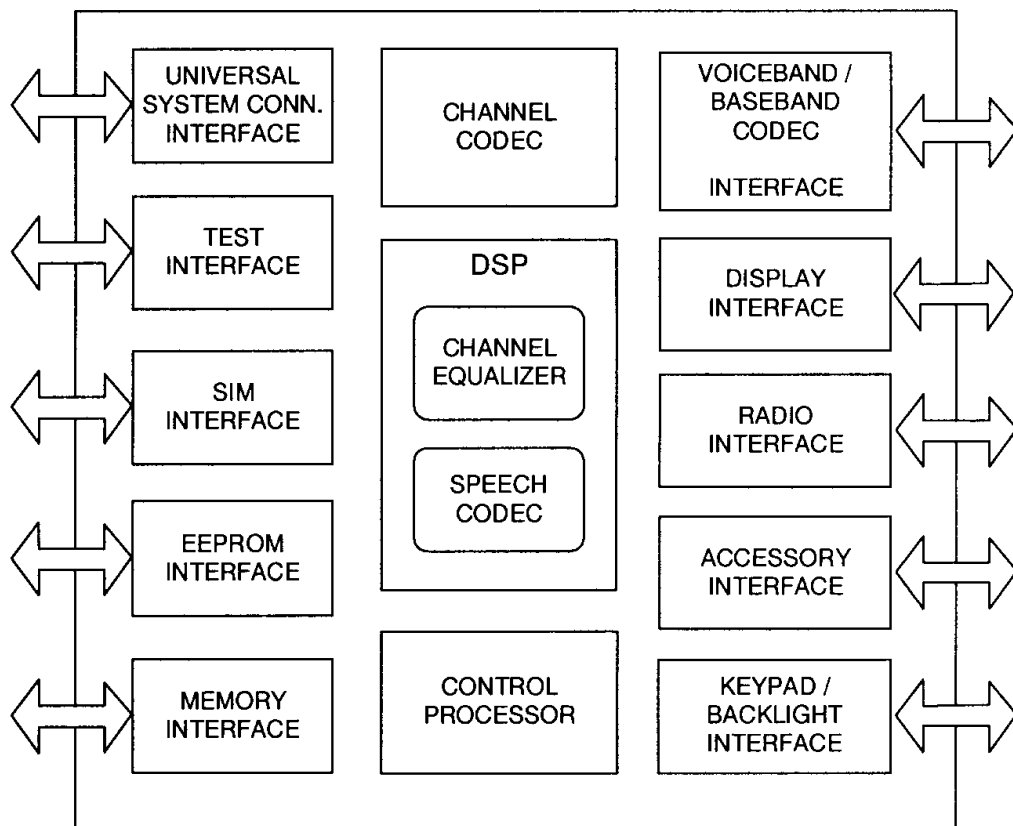 UNIVERSAL
SYSTEM CONN.
INTERFACE
TEST
INTERFACE
SIM
INTERFACE
EEPROM
INTERFACE
MEMORY
INTERFACE
CHANNEL
CODEC
DSP
CHANNEL
EQUALIZER
SPEECH
CODEC
CONTROL
PROCESSOR
VOICEBAND /
BASEBAND
CODEC
INTERFACE
DISPLAY
INTERFACE
RADIO
INTERFACE
ACCESSORY
INTERFACE
KEYPAD /
BACKLIGHT
INTERFACE